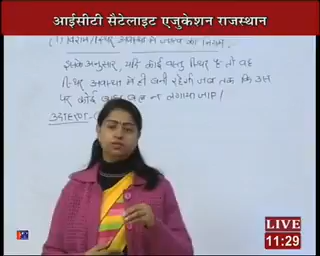 आईसीटी सैटेलाइट एजुकेशन राजस्थान
(1) विराम/स्थिर अवस्था में जड़त्व का नियम
इसके अनुसार, यदि कोई वस्तु स्थिर है तो वह
स्थिर अवस्था में ही बनी रहेगी जब तक कि उस
पर कोई बाह्य बल न लगाया जाए।
उदाहरण-
LIVE
11:29